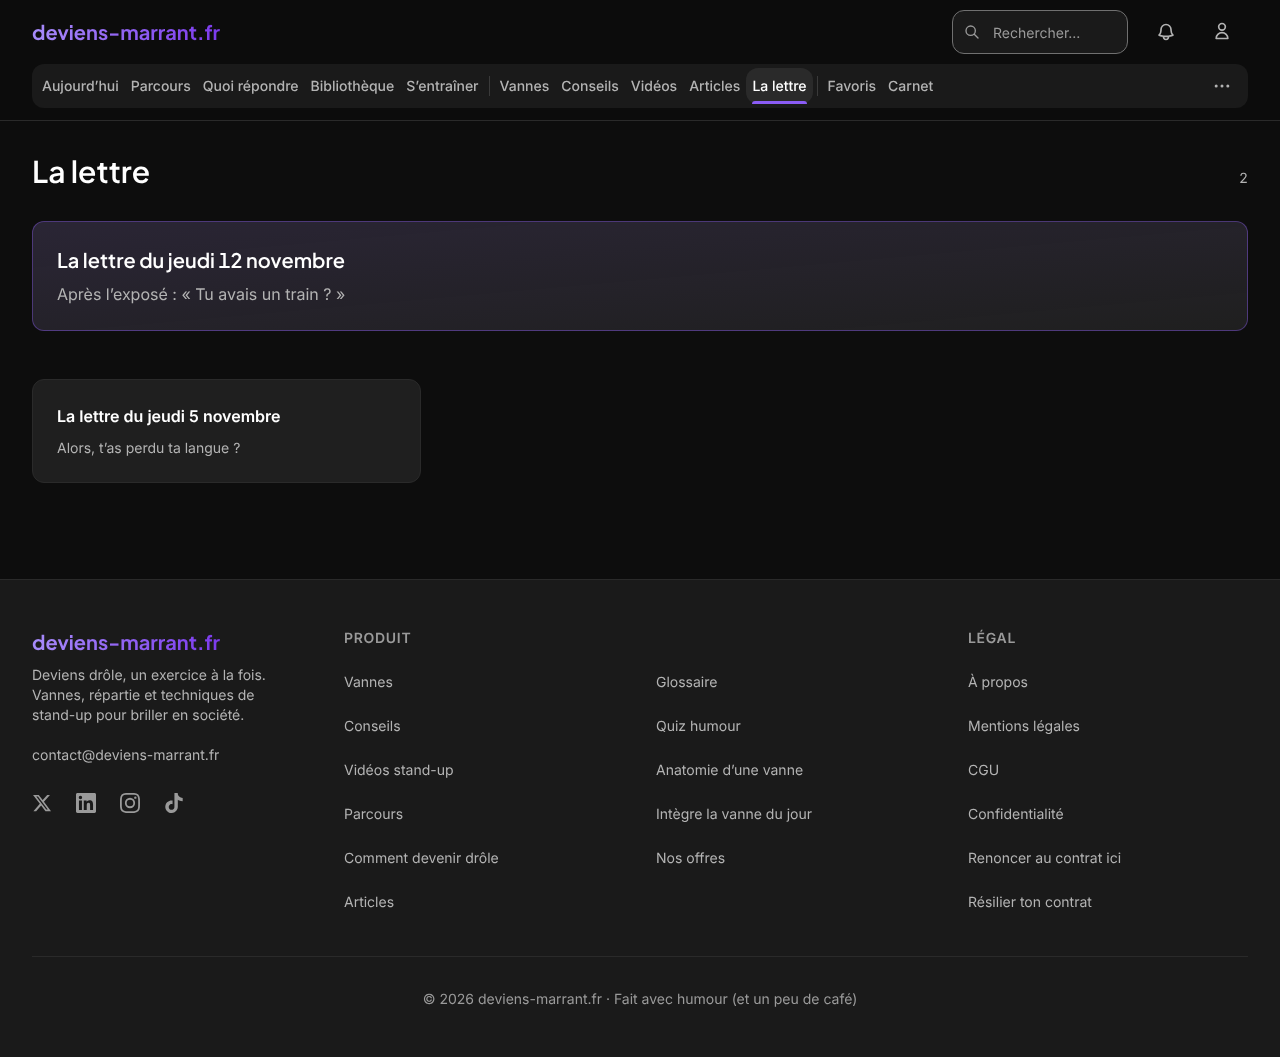 deviens-marrant.fr
Rechercher...
Aujourd’hui Parcours Quoi répondre Bibliothèque S’entraîner Vannes Conseils Vidéos Articles La lettre Favoris Carnet
La lettre
2
La lettre du jeudi 12 novembre
Après l’exposé : « Tu avais un train ? »
La lettre du jeudi 5 novembre
Alors, t’as perdu ta langue ?
deviens-marrant.fr
Deviens drôle, un exercice à la fois.
Vannes, répartie et techniques de
stand-up pour briller en société.
contact@deviens-marrant.fr
PRODUIT
Vannes
Conseils
Vidéos stand-up
Parcours
Comment devenir drôle
Articles
Glossaire
Quiz humour
Anatomie d’une vanne
Intègre la vanne du jour
Nos offres
LÉGAL
À propos
Mentions légales
CGU
Confidentialité
Renoncer au contrat ici
Résilier ton contrat
© 2026 deviens-marrant.fr · Fait avec humour (et un peu de café)